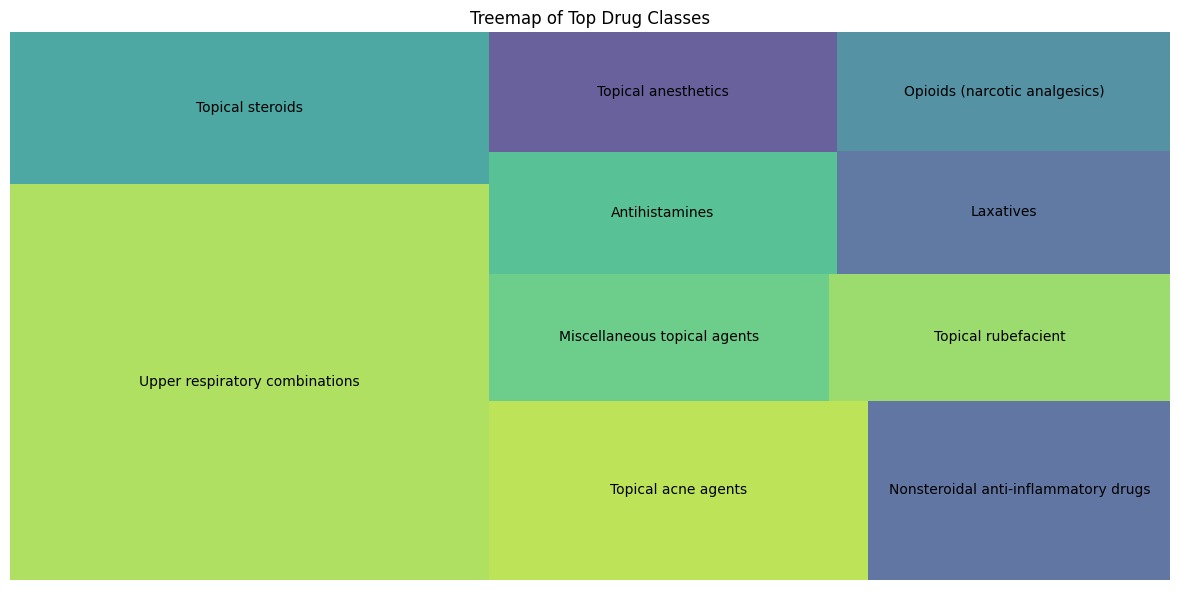 Treemap of Top Drug Classes
Topical steroids
Topical anesthetics
Opioids (narcotic analgesics)
Antihistamines
Laxatives
Miscellaneous topical agents
Topical rubefacient
Upper respiratory combinations
Topical acne agents
Nonsteroidal anti-inflammatory drugs